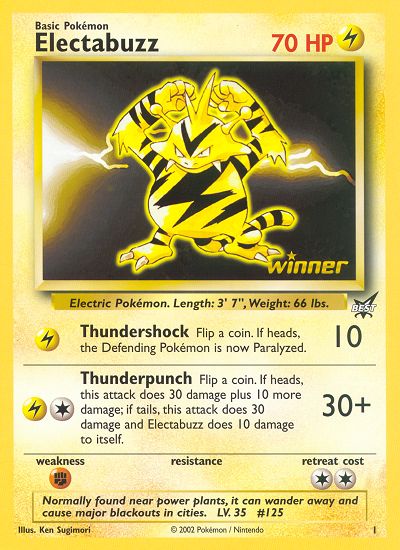 Basic Pokémon
Electabuzz
70 HP
winner
Electric Pokémon. Length: 3' 7", Weight: 66 lbs.
BEST
Thundershock Flip a coin. If heads,
the Defending Pokémon is now Paralyzed.
10
Thunderpunch Flip a coin. If heads,
this attack does 30 damage plus 10 more
damage; if tails, this attack does 30
damage and Electabuzz does 10 damage
to itself.
30+
weakness
resistance
retreat cost
Normally found near power plants, it can wander away and
cause major blackouts in cities. LV. 35 #125
Illus. Ken Sugimori
© 2002 Pokémon / Nintendo
1